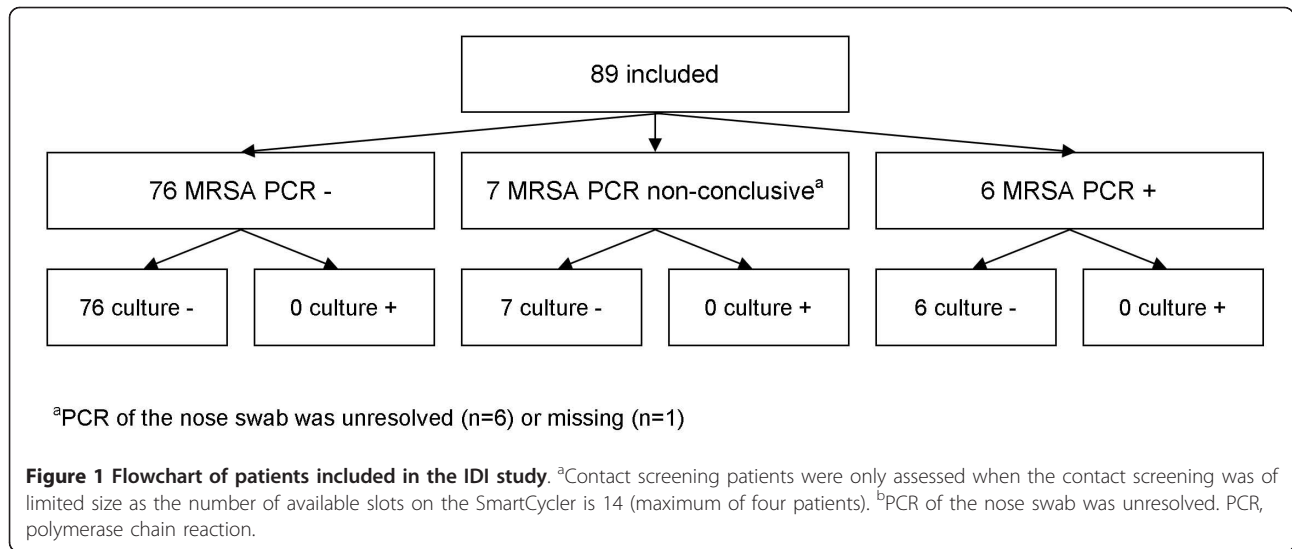 89 included
76 MRSA PCR -
7 MRSA PCR non-conclusiveᵃ
6 MRSA PCR +
76 culture -
0 culture +
7 culture -
0 culture +
6 culture -
0 culture +
ᵃPCR of the nose swab was unresolved (n=6) or missing (n=1)
Figure 1 Flowchart of patients included in the IDI study. ᵃContact screening patients were only assessed when the contact screening was of
limited size as the number of available slots on the SmartCycler is 14 (maximum of four patients). ᵇPCR of the nose swab was unresolved. PCR,
polymerase chain reaction.